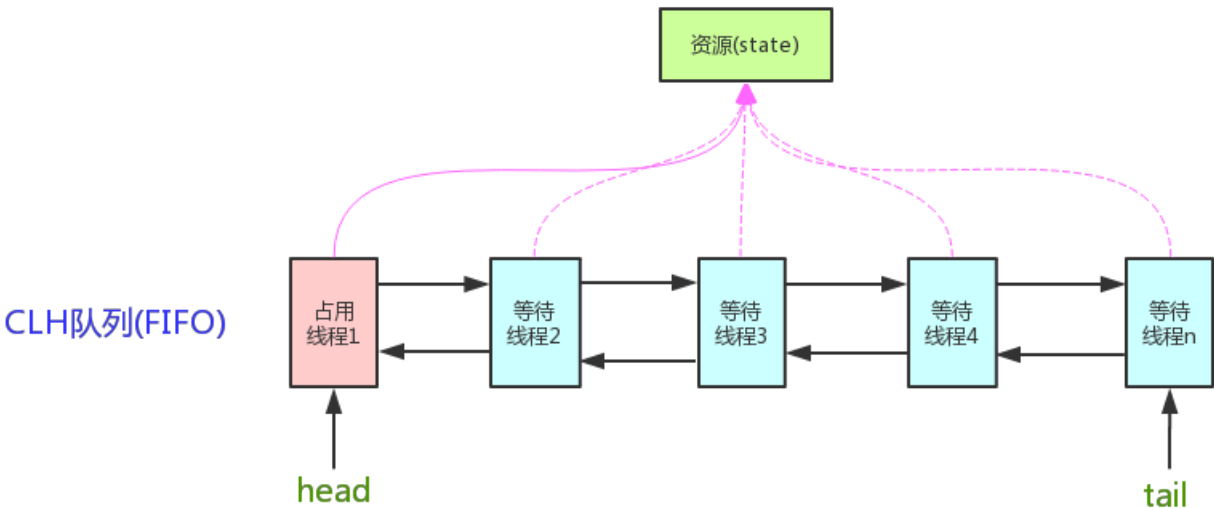 资源(state)
CLH队列(FIFO)
占用
线程1
等待
线程2
等待
线程3
等待
线程4
等待
线程n
head
tail